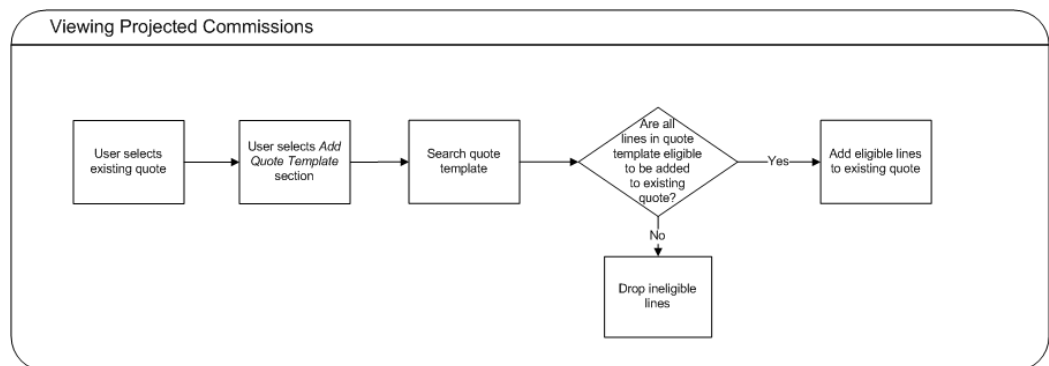 Viewing Projected Commissions
User selects
existing quote
User selects Add
Quote Template
section
Search quote
template
Are all
lines in quote
template eligible
to be added
to existing
quote?
Yes
Add eligible lines
to existing quote
No
Drop ineligible
lines